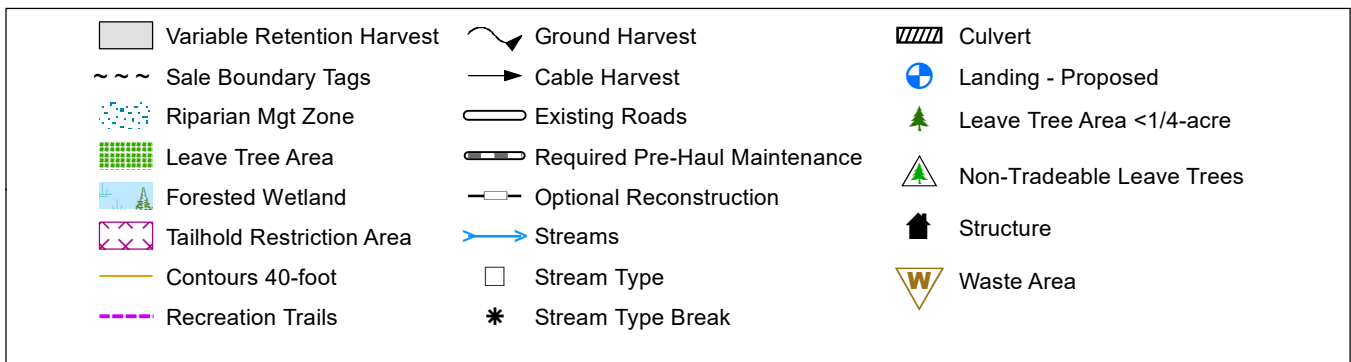 Variable Retention Harvest
Sale Boundary Tags
Riparian Mgt Zone
Leave Tree Area
Forested Wetland
Tailhold Restriction Area
Contours 40-foot
Recreation Trails
Ground Harvest
Cable Harvest
Existing Roads
Required Pre-Haul Maintenance
Optional Reconstruction
Streams
Stream Type
Stream Type Break
Culvert
Landing - Proposed
Leave Tree Area <1/4-acre
Non-Tradeable Leave Trees
Structure
W
Waste Area